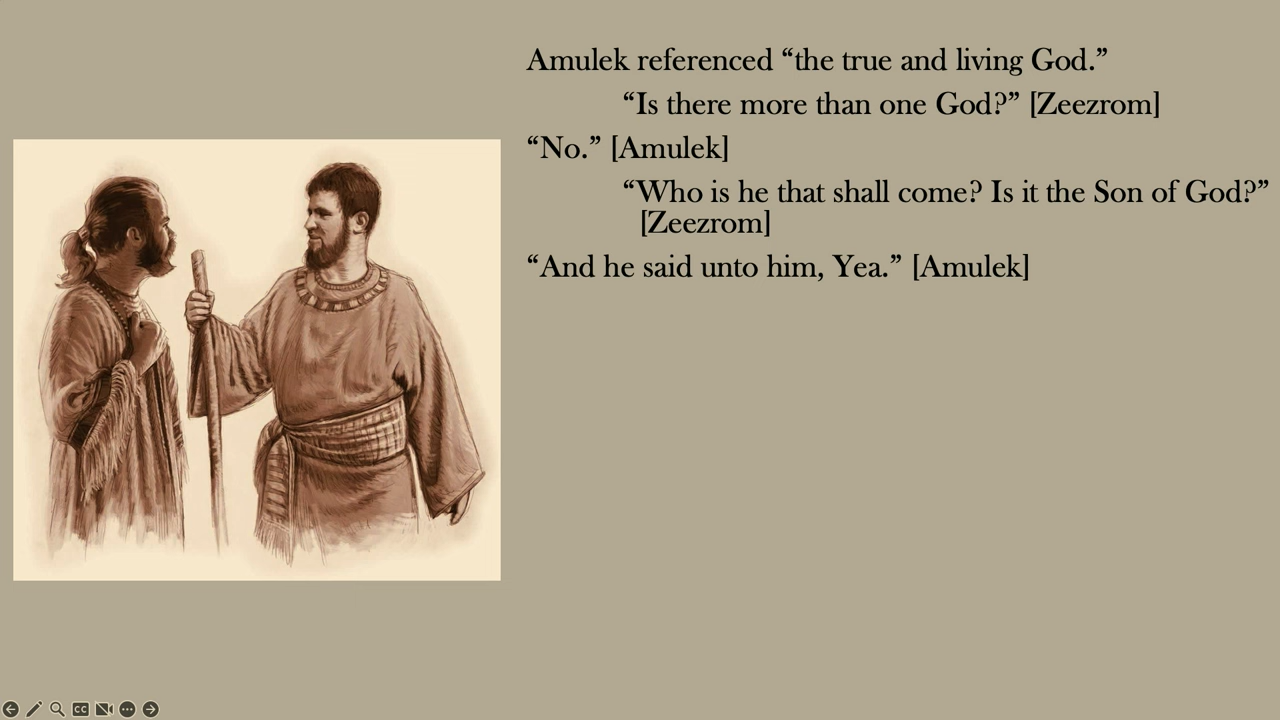 Amulek referenced “the true and living God.”
“Is there more than one God?” [Zeezrom]
“No.” [Amulek]
“Who is he that shall come? Is it the Son of God?”
[Zeezrom]
“And he said unto him, Yea.” [Amulek]
CC